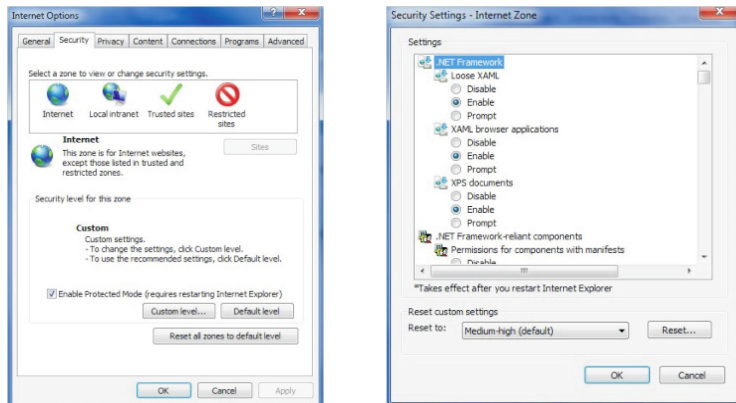 Internet Options
General Security Privacy Content Connections Programs Advanced
Select a zone to view or change security settings.
Internet Local intranet Trusted sites Restricted sites
Internet
Sites
This zone is for Internet websites,
except those listed in trusted and
restricted zones.
Security level for this zone
Custom
Custom settings.
- To change the settings, click Custom level.
- To use the recommended settings, click Default level.
Enable Protected Mode (requires restarting Internet Explorer)
Custom level... Default level
Reset all zones to default level
OK Cancel Apply
Security Settings - Internet Zone
Settings
.NET Framework
Loose XAML
Disable
Enable
Prompt
XAML browser applications
Disable
Enable
Prompt
XPS documents
Disable
Enable
Prompt
.NET Framework-reliant components
Permissions for components with manifests
Disable
*Takes effect after you restart Internet Explorer
Reset custom settings
Reset to: Medium-high (default) Reset...
OK Cancel